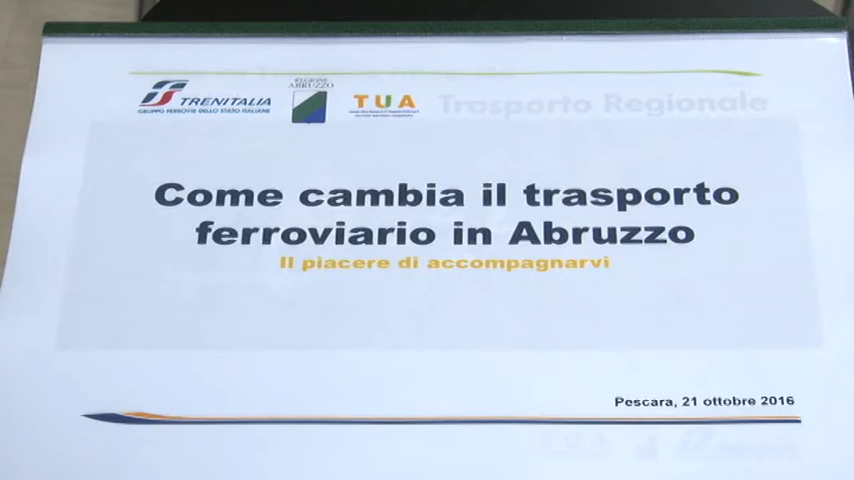 TRENITALIA
GRUPPO FERROVIE DELLO STATO ITALIANE
REGIONE
ABRUZZO
TUA
Trasporto Regionale
Come cambia il trasporto
ferroviario in Abruzzo
Il piacere di accompagnarvi
Pescara, 21 ottobre 2016